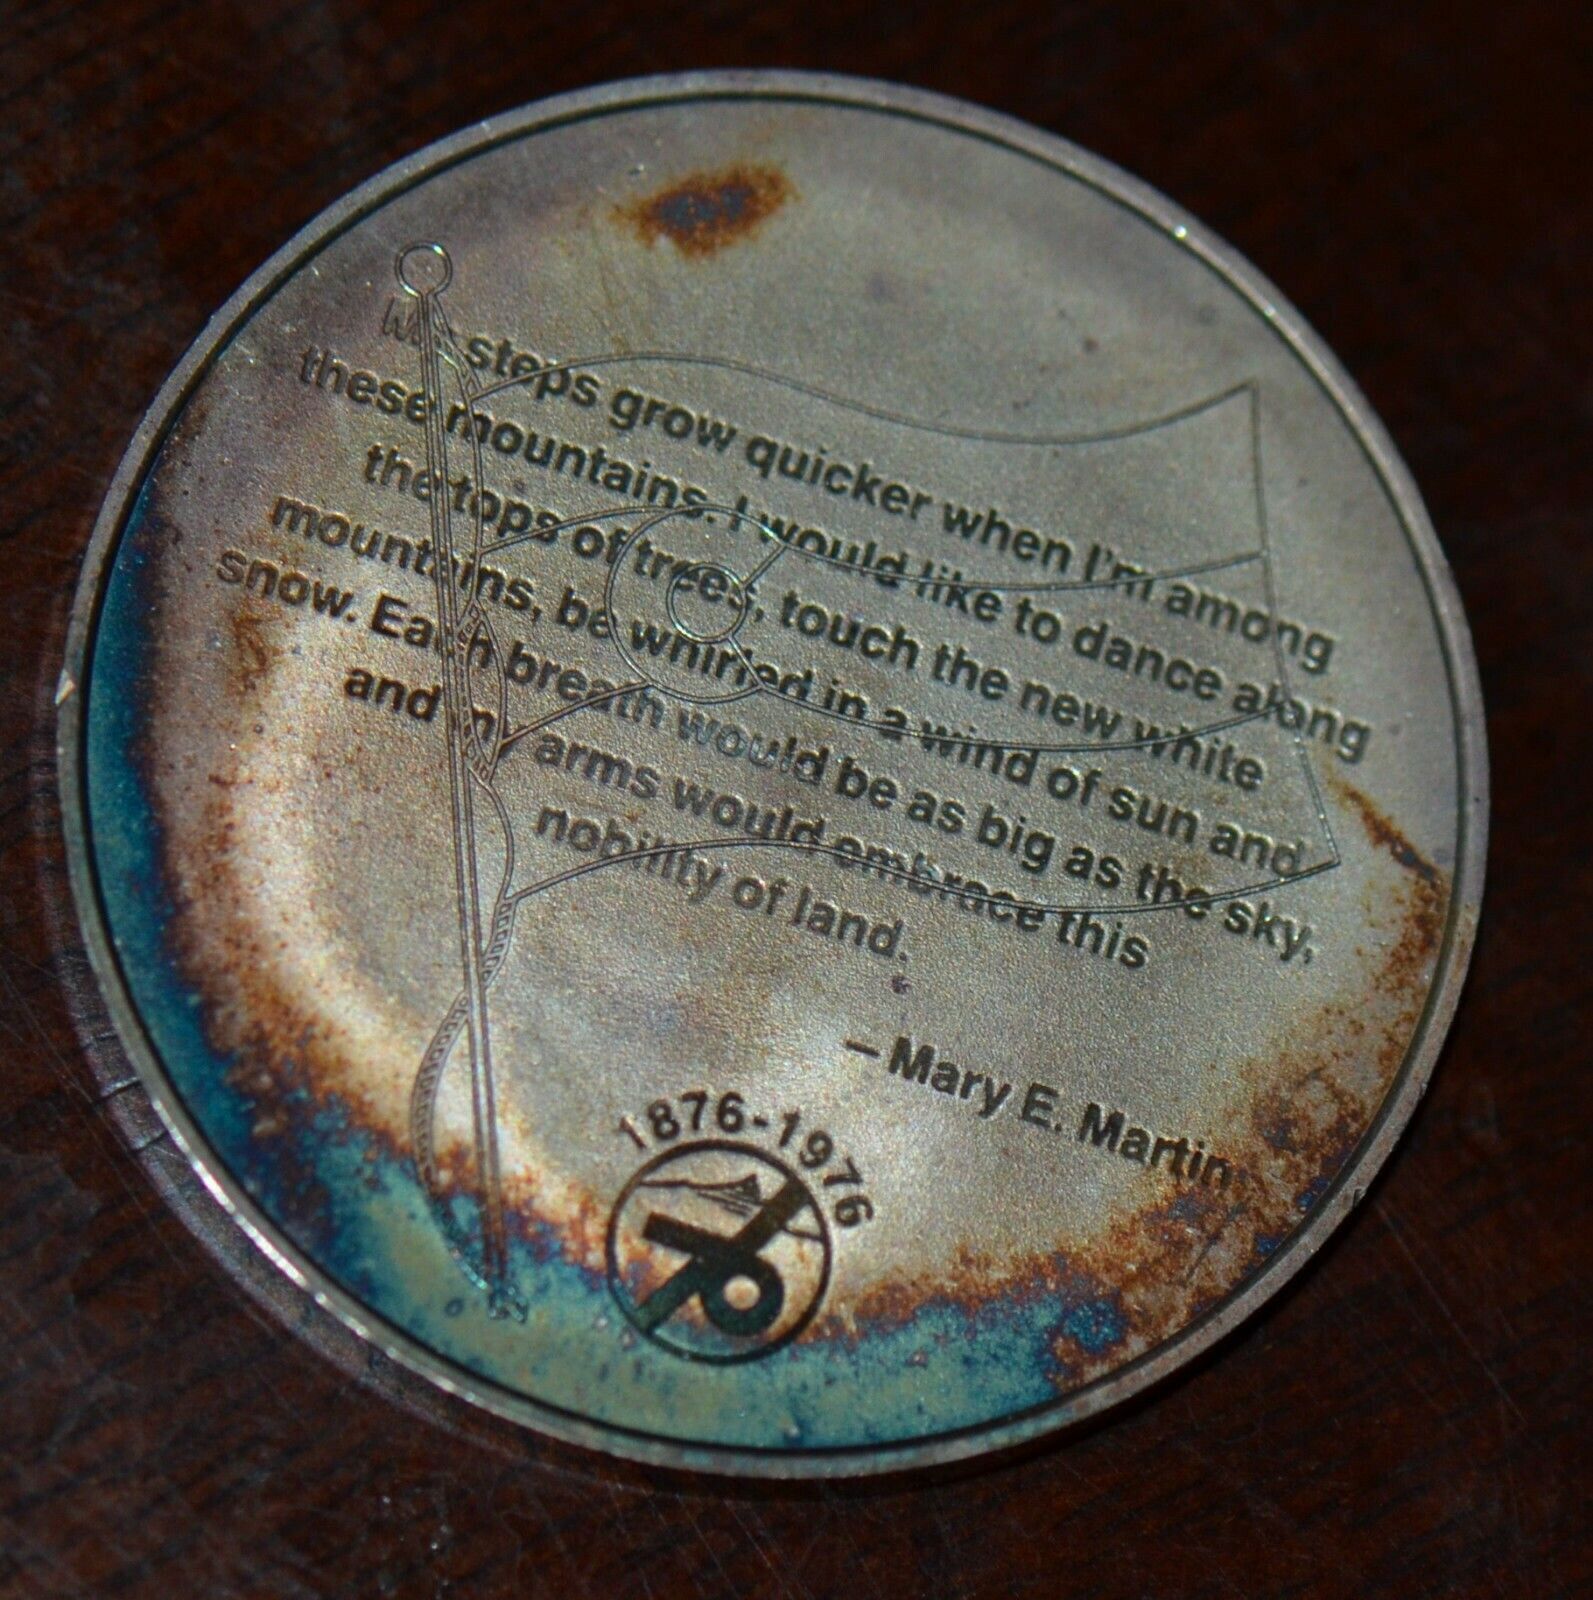 My steps grow quicker when I'm among
these mountains. I would like to dance along
the tops of trees, touch the new white
mountains, be whirled in a wind of sun and
snow. Each breath would be as big as the sky,
and my arms would embrace this
nobility of land.
– Mary E. Martin
1876-1976